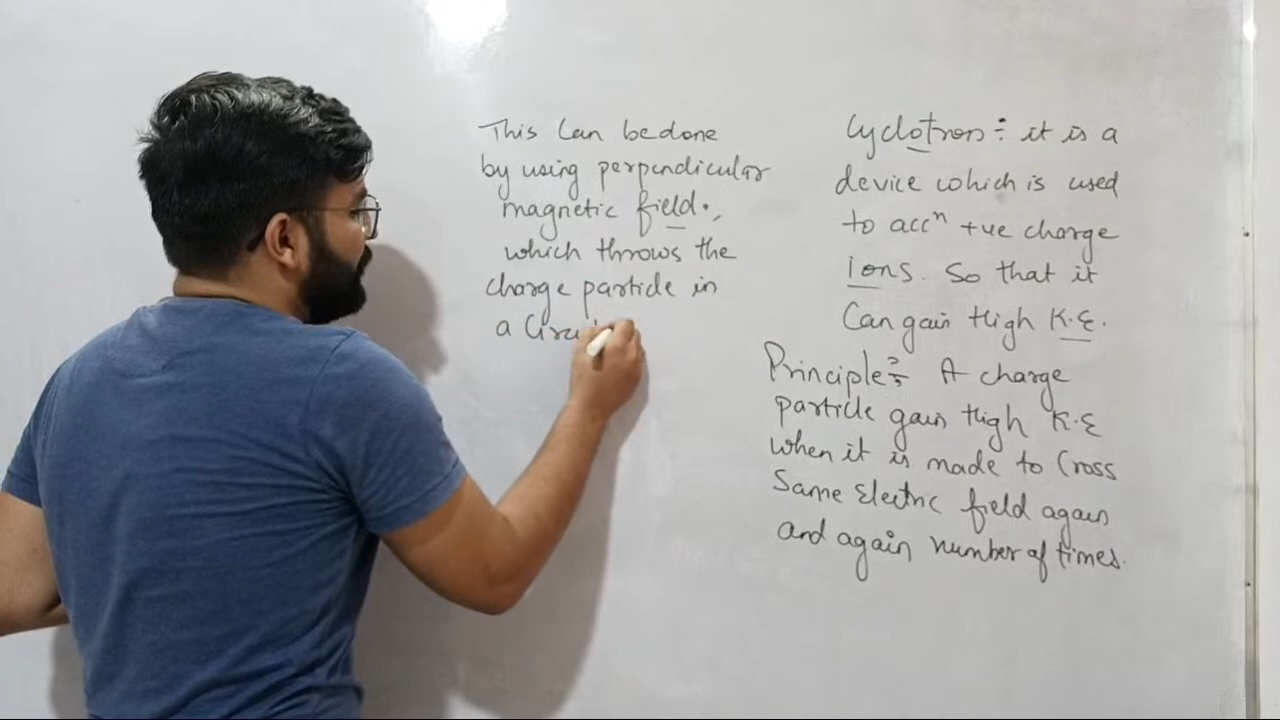 Cyclotron÷ it is a
device which is used
to accⁿ +ve charge
ions. So that it
Can gain High K.E.
Principle÷ A charge
particle gain High K.E
when it is made to Cross
Same Electric field again
and again number of times.
This Can be done
by using perpendicular
magnetic field.,
which throws the
charge particle in
a